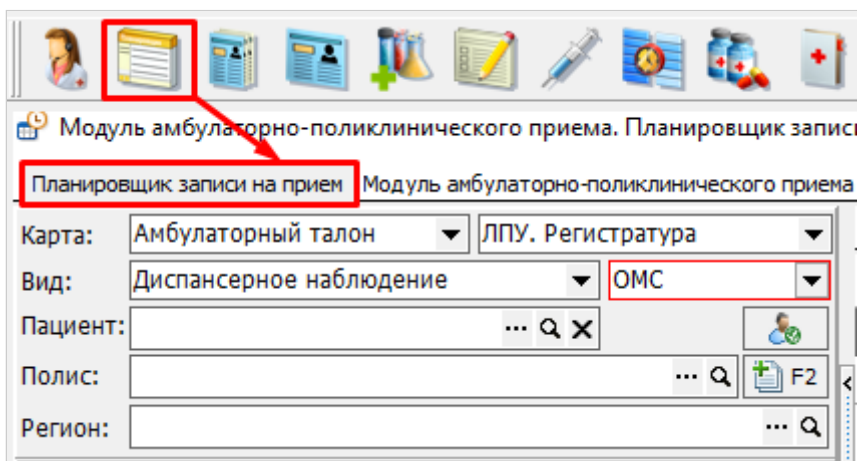 Модуль амбулаторно-поликлинического приема. Планировщик
Планировщик записи на прием Модуль амбулаторно-поликлинического приема
Карта: Амбулаторный талон ЛПУ. Регистратура
Вид: Диспансерное наблюдение ОМС
Пациент: ...
Полис: ... F2
Регион: ...